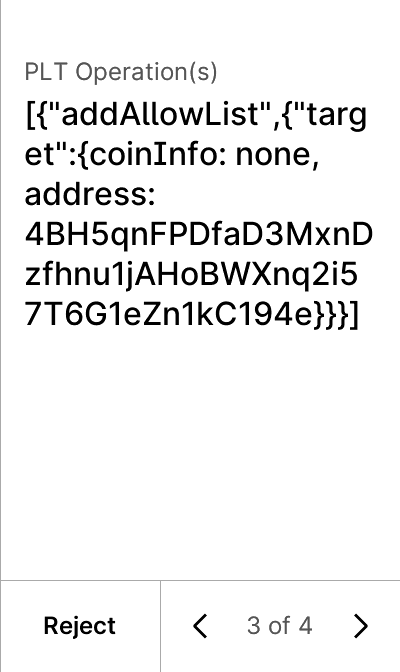 PLT Operation(s)
[{"addAllowList",{"targ
et":{coinInfo: none,
address:
4BH5qnFPDfaD3MxnD
zfhnu1jAHoBWXnq2i5
7T6G1eZn1kC194e}}}]
Reject
3 of 4